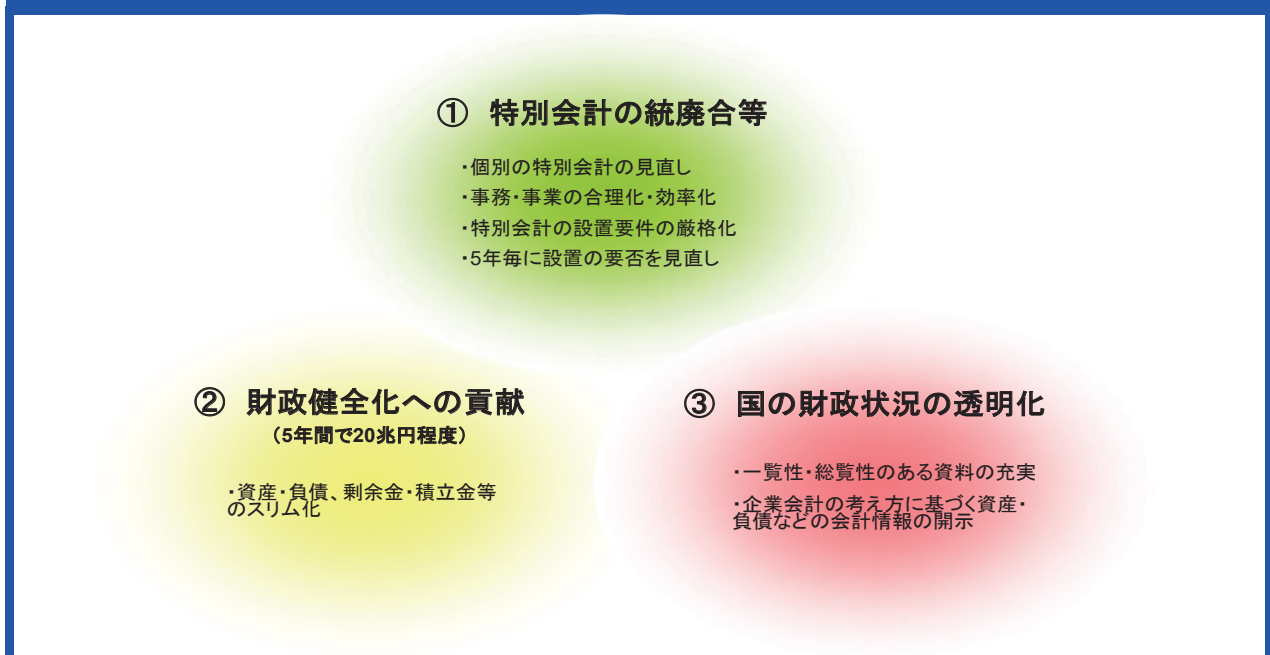 ① 特別会計の統廃合等
・個別の特別会計の見直し
・事務・事業の合理化・効率化
・特別会計の設置要件の厳格化
・5年毎に設置の要否を見直し
② 財政健全化への貢献
（5年間で20兆円程度）
・資産・負債、剰余金・積立金等
のスリム化
③ 国の財政状況の透明化
・一覧性・総覧性のある資料の充実
・企業会計の考え方に基づく資産・
負債などの会計情報の開示